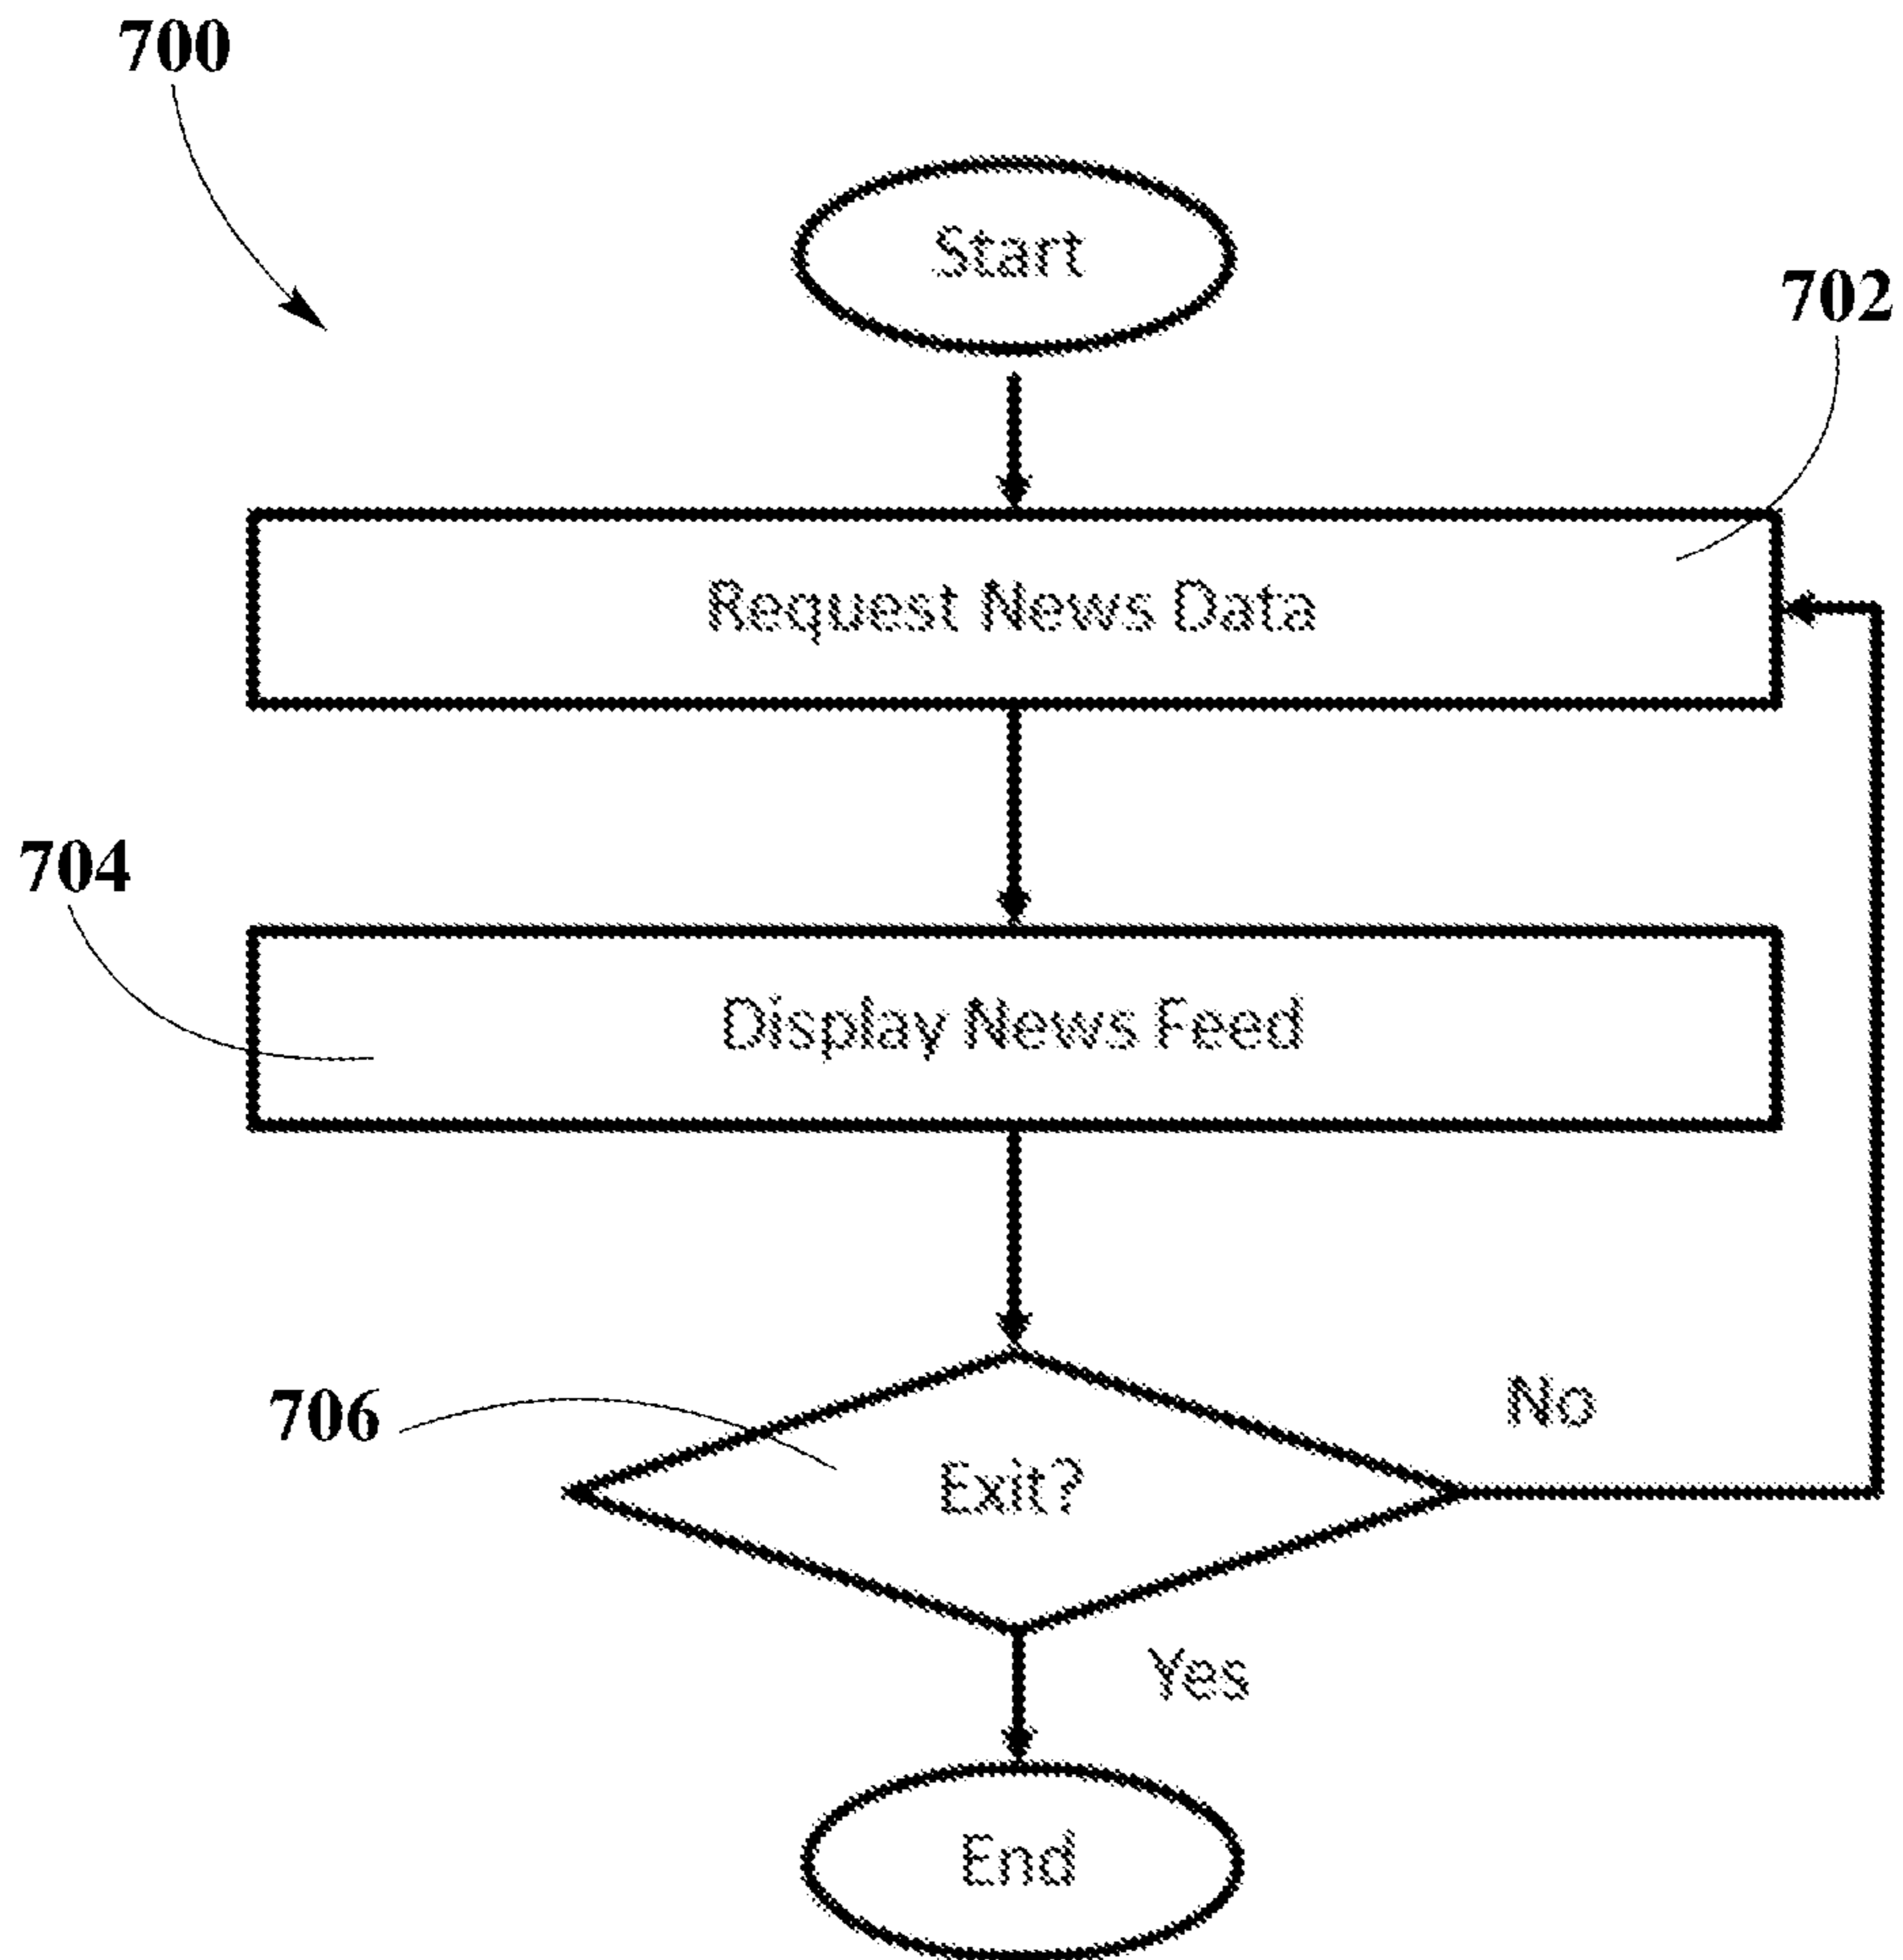 700
Start
702
Request News Data
704
Display News Feed
706
Exit?
No
Yes
End